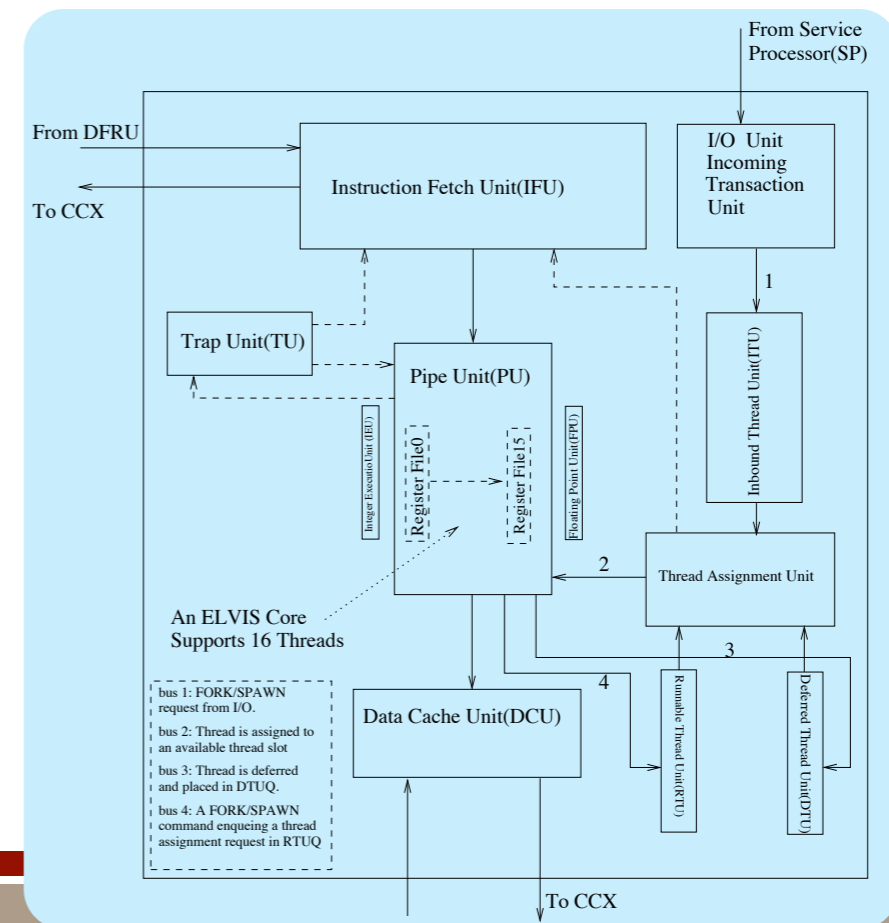 From Service
Processor(SP)
From DFRU
To CCX
Instruction Fetch Unit(IFU)
I/O Unit
Incoming
Transaction
Unit
1
Trap Unit(TU)
Pipe Unit(PU)
Integer ExecutioUnit (IEU)
Register File0
Register File15
Floating Point Unit(FPU)
Inbound Thread Unit(ITU)
2
Thread Assignment Unit
An ELVIS Core
Supports 16 Threads
3
4
Runnable Thread Unit(RTU)
Deferred Thread Unit(DTU)
Data Cache Unit(DCU)
bus 1: FORK/SPAWN
request from I/O.
bus 2: Thread is assigned to
an available thread slot
bus 3: Thread is deferred
and placed in DTUQ.
bus 4: A FORK/SPAWN
command enqueing a thread
assignment request in RTUQ
To CCX